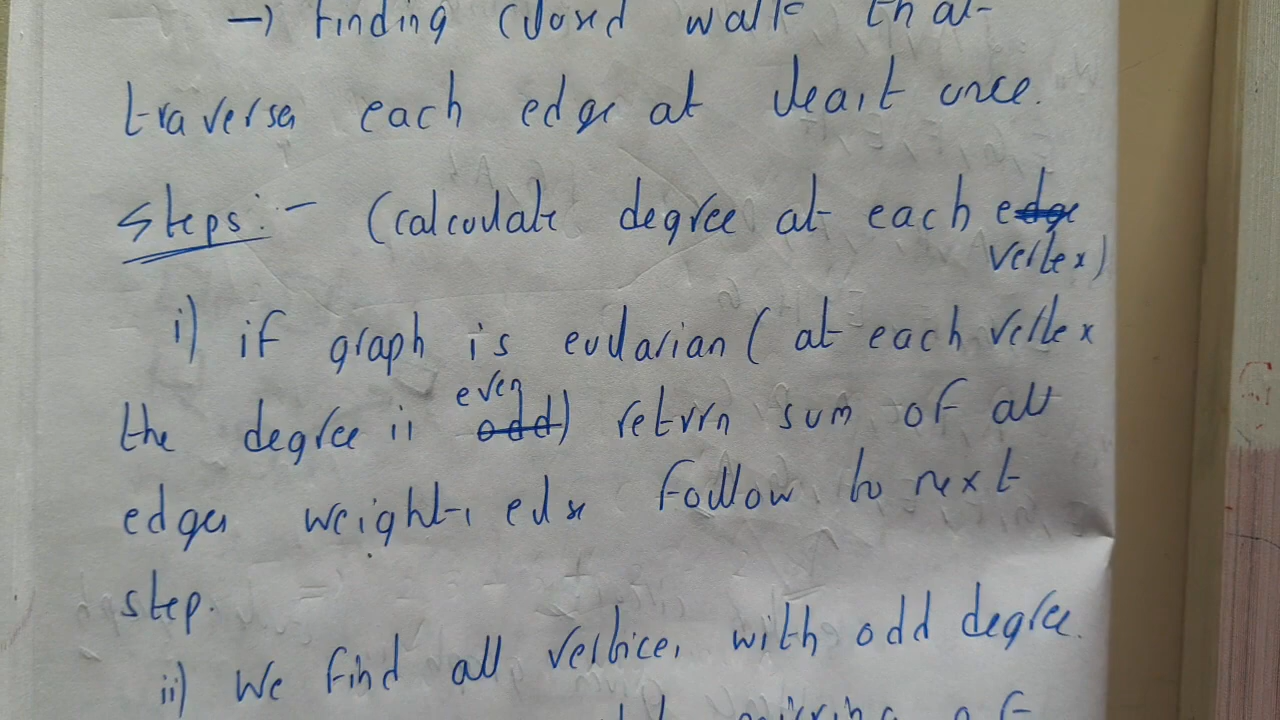 → Finding closed walk that
traverses each edge at least once.
Steps:- (calculate degree at each edge
vertex)
i) if graph is eularian ( at each vertex
even
the degree is odd) return sum of all
edges weights, else follow to next
step.
ii) We find all vertices with odd degree.